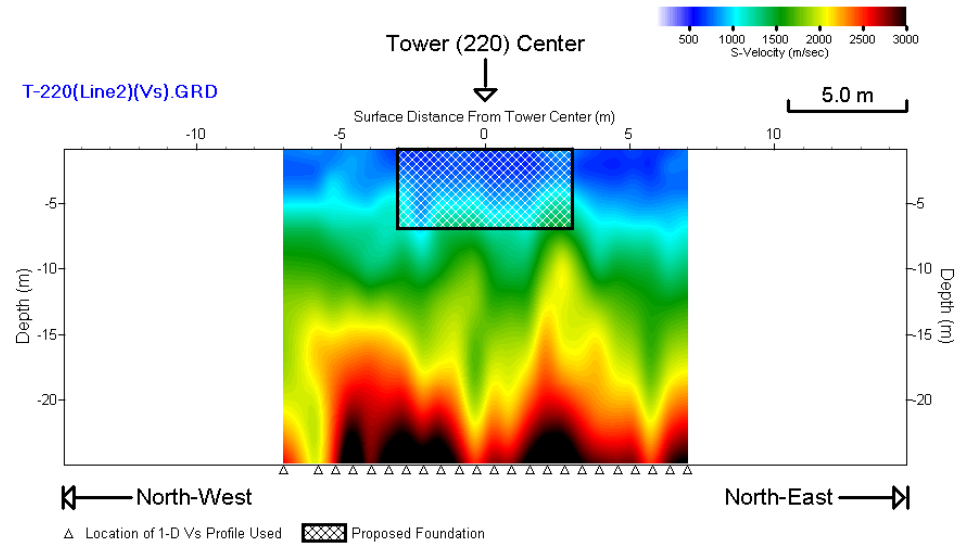 500 1000 1500 2000 2500 3000
S-Velocity (m/sec)
Tower (220) Center
T-220(Line2)(Vs).GRD
5.0 m
Surface Distance From Tower Center (m)
-10 -5 0 5 10
-5 -5
-10 -10
Depth (m) Depth (m)
-15 -15
-20 -20
North-West North-East
Location of 1-D Vs Profile Used Proposed Foundation